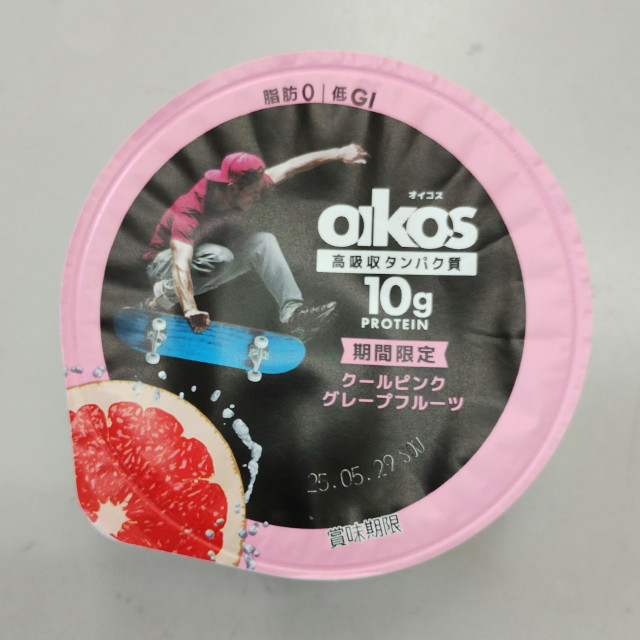 脂肪0|低GI
オイコス
oikos
高吸収タンパク質
10g
PROTEIN
期間限定
クールピンク
グレープフルーツ
25.05.29
賞味期限